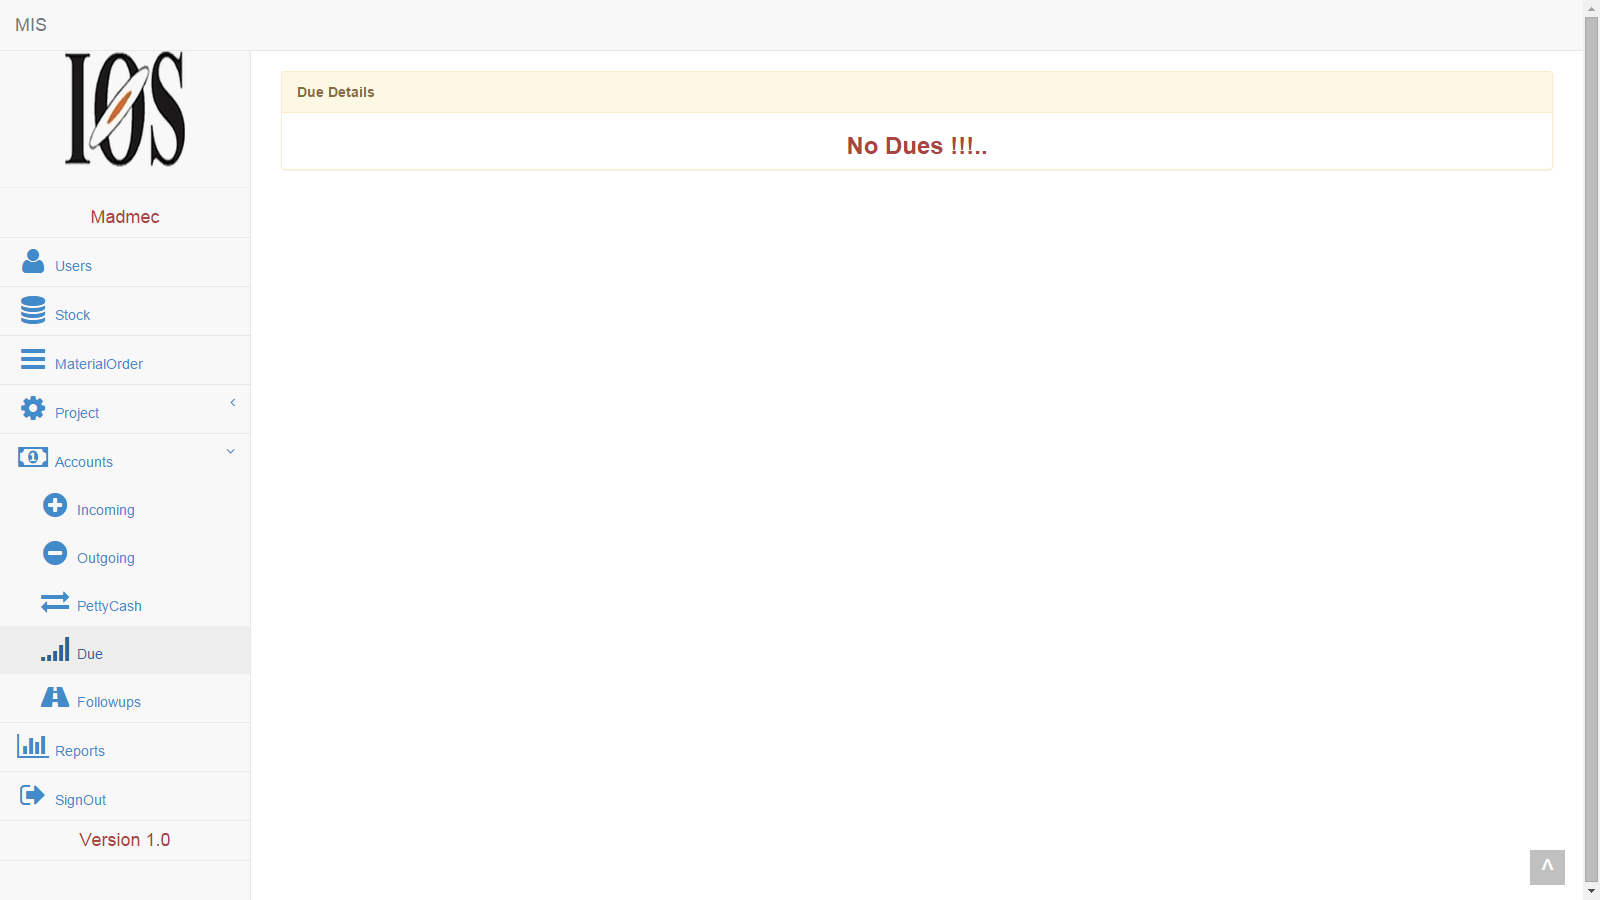 MIS
IOS
Madmec
Users
Stock
MaterialOrder
Project
Accounts
Incoming
Outgoing
PettyCash
Due
Followups
Reports
SignOut
Version 1.0
Due Details
No Dues !!!..
^